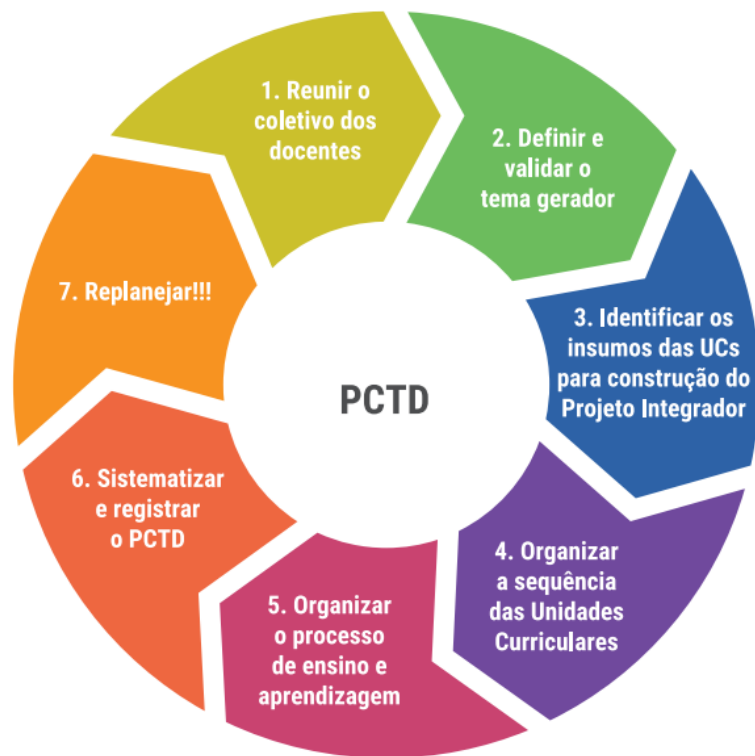 1. Reunir o
coletivo dos
docentes
2. Definir e
validar o
tema gerador
3. Identificar os
insumos das UCs
para construção do
Projeto Integrador
4. Organizar
a sequência
das Unidades
Curriculares
5. Organizar
o processo
de ensino e
aprendizagem
6. Sistematizar
e registrar
o PCTD
7. Replanejar!!!
PCTD